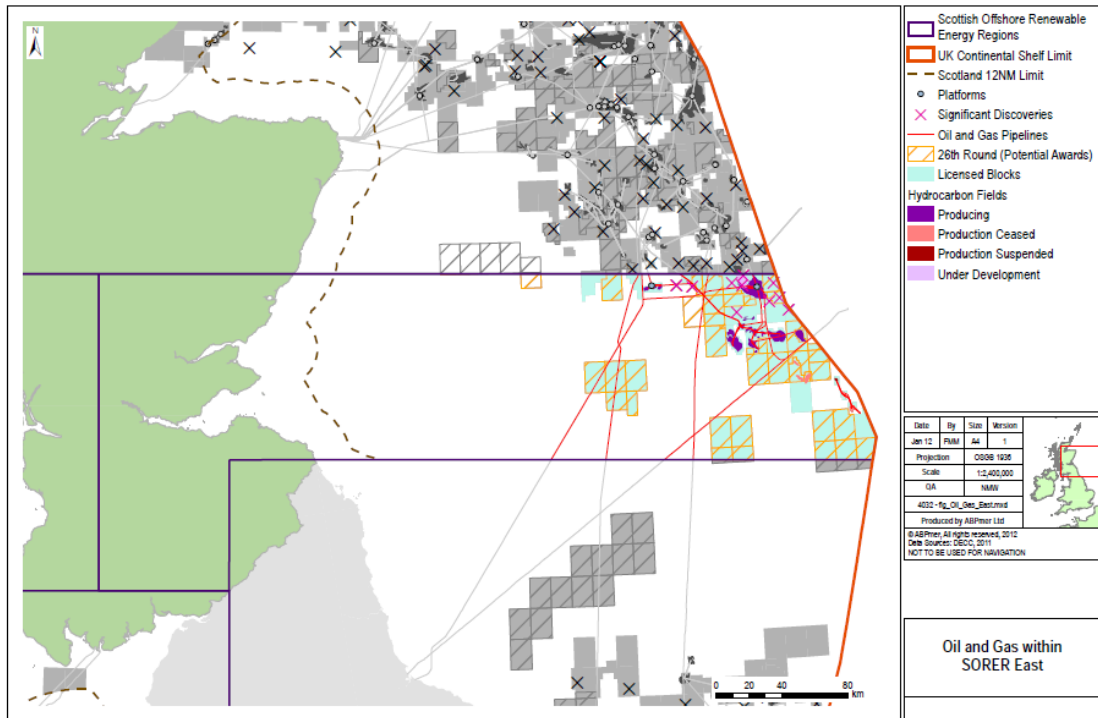 N
Scottish Offshore Renewable
Energy Regions
UK Continental Shelf Limit
Scotland 12NM Limit
Platforms
Significant Discoveries
Oil and Gas Pipelines
26th Round (Potential Awards)
Licensed Blocks
Hydrocarbon Fields
Producing
Production Ceased
Production Suspended
Under Development
Date By Size Version
Jan 12 FMM A4 1
Projection OSGB 1936
Scale 1:2,400,000
QA NMW
4032 - fig_Oil_Gas_East.mxd
Produced by ABPmer Ltd
© ABPmer, All rights reserved, 2012
Data Sources: DECC, 2011
NOT TO BE USED FOR NAVIGATION
0 20 40 60 80
km
Oil and Gas within
SORER East